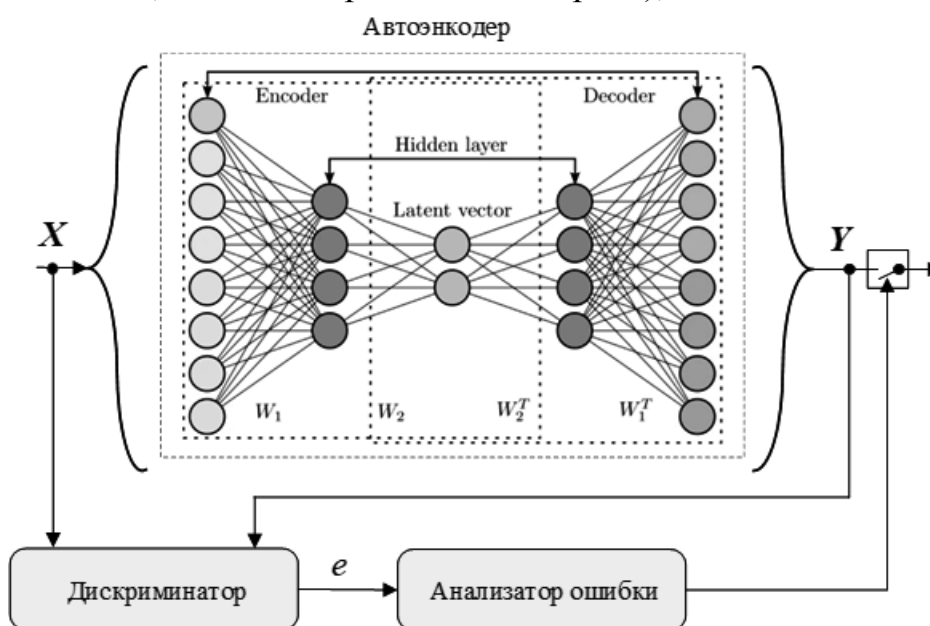 Автоэнкодер
Encoder
Decoder
Hidden layer
Latent vector
X
Y
W₁
W₂
W₂ᵀ
W₁ᵀ
Дискриминатор
e
Анализатор ошибки